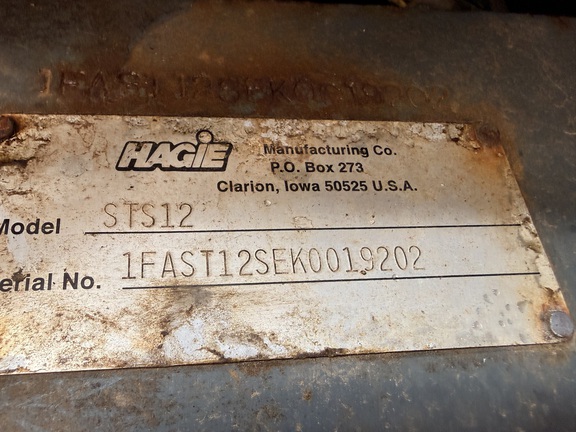 HAGIE
Manufacturing Co.
P.O. Box 273
Clarion, Iowa 50525 U.S.A.
Model STS12
erial No. 1FAST12SEK0019202